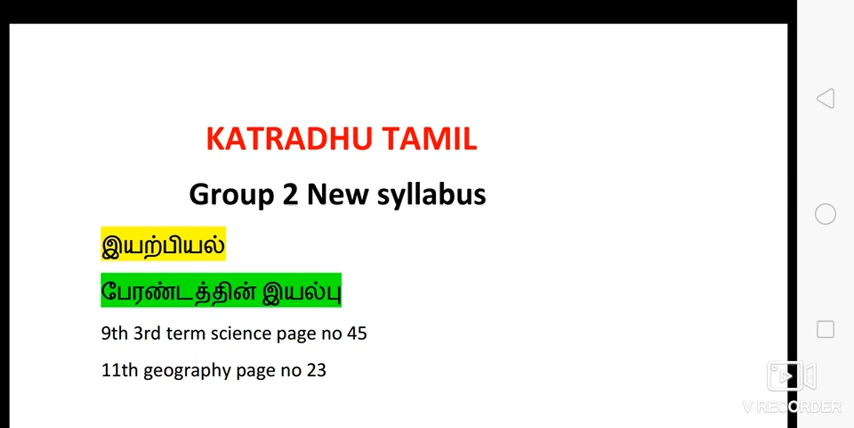 KATRADHU TAMIL
Group 2 New syllabus
இயற்பியல்
பேரண்டத்தின் இயல்பு
9th 3rd term science page no 45
11th geography page no 23
V RECORDER